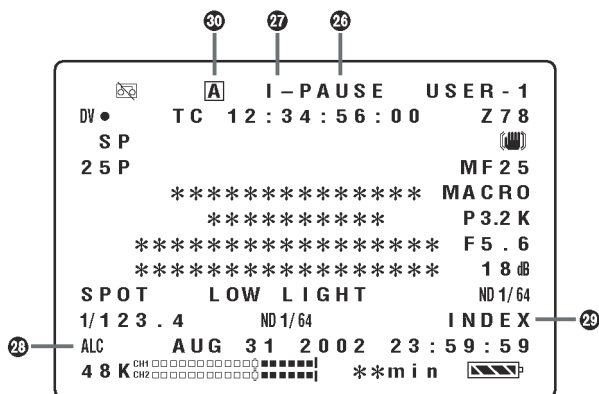 30 27 26
A I–PAUSE USER-1
DV ● TC 12:34:56:00 Z78
SP
25P MF25
************** MACRO
********** P3.2K
***************** F5.6
***************** 18dB
SPOT LOW LIGHT ND1/64
1/123.4 ND1/64 INDEX 29
28 ALC AUG 31 2002 23:59:59
48K CH1 **min
CH2